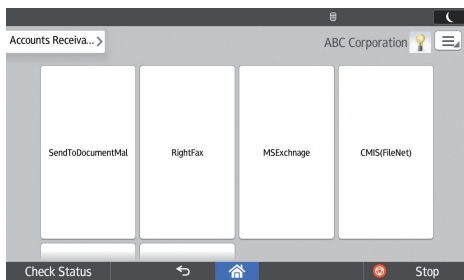 Accounts Receiva...
ABC Corporation
SendToDocumentMal
RightFax
MSExchnage
CMIS(FileNet)
Check Status
Stop